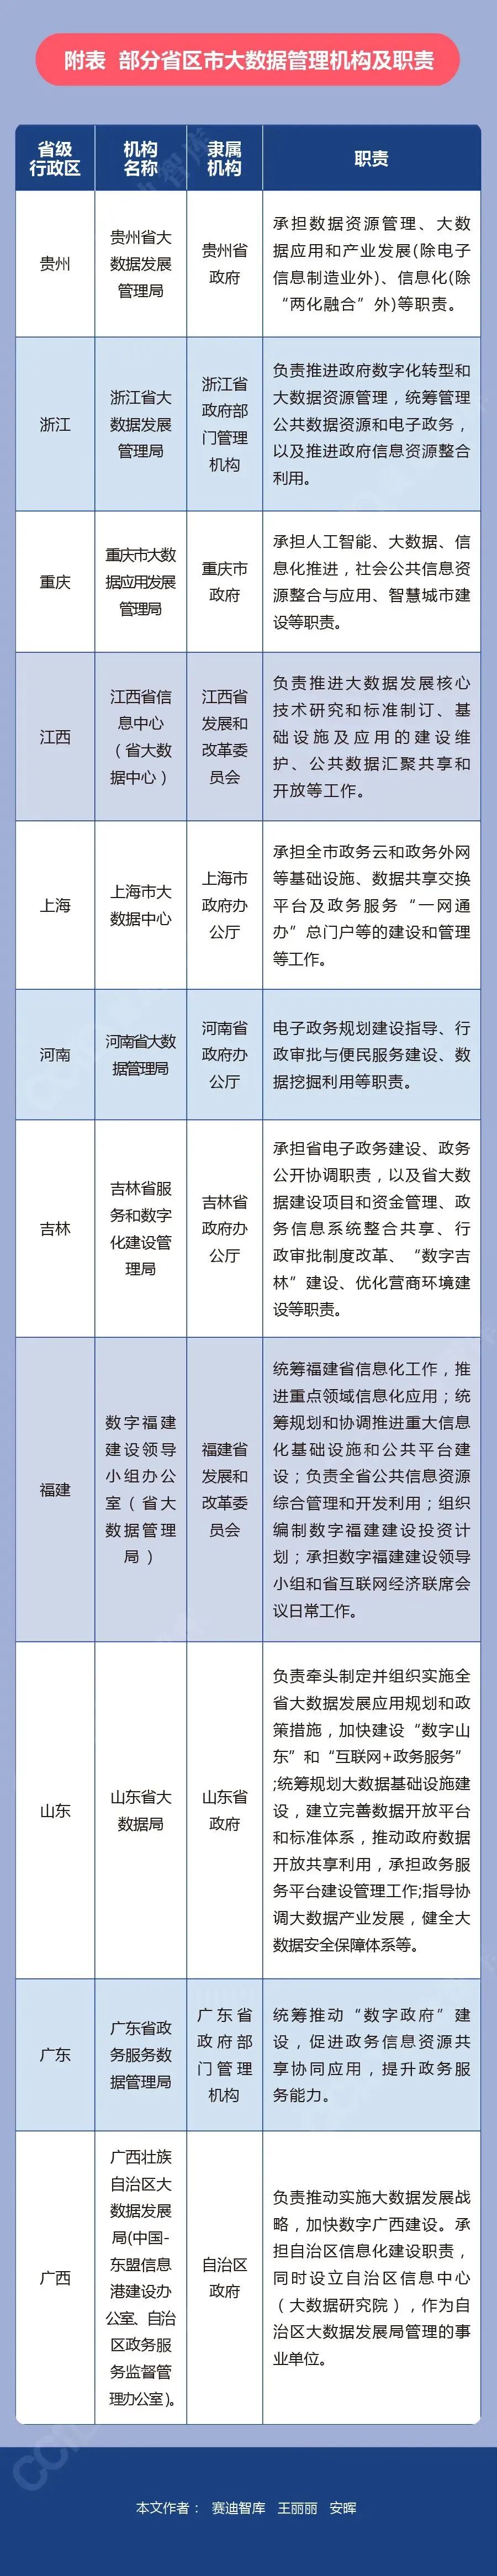 附表 部分省区市大数据管理机构及职责
省级
行政区
机构
名称
隶属
机构
职责
贵州
贵州省大
数据发展
管理局
贵州省
政府
承担数据资源管理、大数
据应用和产业发展(除电子
信息制造业外)、信息化(除
“两化融合”外)等职责。
浙江
浙江省大
数据发展
管理局
浙江省
政府部
门管理
机构
负责推进政府数字化转型和
大数据资源管理，统筹管理
公共数据资源和电子政务，
以及推进政府信息资源整合
利用。
重庆
重庆市大数
据应用发展
管理局
重庆市
政府
承担人工智能、大数据、信
息化推进，社会公共信息资
源整合与应用、智慧城市建
设等职责。
江西
江西省信
息中心
（省大数
据中心）
江西省
发展和
改革委
员会
负责推进大数据发展核心
技术研究和标准制订、基
础设施及应用的建设维
护、公共数据汇聚共享和
开放等工作。
上海
上海市大
数据中心
上海市
政府办
公厅
承担全市政务云和政务外网
等基础设施、数据共享交换
平台及政务服务“一网通
办”总门户等的建设和管理
等工作。
河南
河南省大数
据管理局
河南省
政府办
公厅
电子政务规划建设指导、行
政审批与便民服务建设、数
据挖掘利用等职责。
吉林
吉林省服
务和数字
化建设管
理局
吉林省
政府办
公厅
承担省电子政务建设、政务
公开协调职责，以及省大数
据建设项目和资金管理、政
务信息系统整合共享、行
政审批制度改革、“数字吉
林”建设、优化营商环境建
设等职责。
福建
数字福建
建设领导
小组办公
室（省大
数据管理
局）
福建省
发展和
改革委
员会
统筹福建省信息化工作，推
进重点领域信息化应用；统
筹规划和协调推进重大信息
化基础设施和公共平台建
设；负责全省公共信息资源
综合管理和开发利用；组织
编制数字福建建设投资计
划；承担数字福建建设领导
小组和省互联网经济联席会
议日常工作。
山东
山东省大
数据局
山东省
政府
负责牵头制定并组织实施全
省大数据发展应用规划和政
策措施，加快建设“数字山
东”和“互联网+政务服务”
;统筹规划大数据基础设施建
设，建立完善数据开放平台
和标准体系，推动政府数据
开放共享利用，承担政务服
务平台建设管理工作;指导协
调大数据产业发展，健全大
数据安全保障体系等。
广东
广东省政
务服务数
据管理局
广东省
政府部
门管理
机构
统筹推动“数字政府”建
设，促进政务信息资源共
享协同应用，提升政务服
务能力。
广西
广西壮族
自治区大
数据发展
局(中国-
东盟信息
港建设办
公室、自治
区政务服
务监督管
理办公室)。
自治区
政府
负责推动实施大数据发展战
略，加快数字广西建设。承
担自治区信息化建设职责，
同时设立自治区信息中心
（大数据研究院），作为自
治区大数据发展局管理的事
业单位。
本文作者： 赛迪智库 王丽丽 安晖